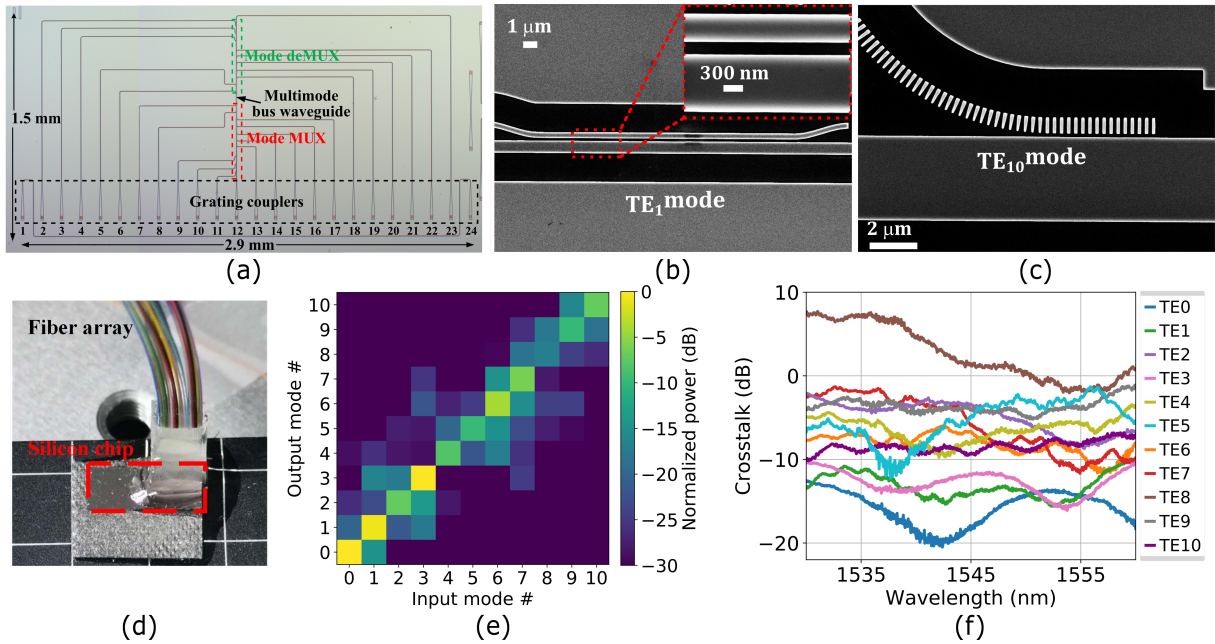 Mode deMUX
Multimode
bus waveguide
1.5 mm
Mode MUX
Grating couplers
1 2 3 4 5 6 7 8 9 10 11 12 13 14 15 16 17 18 19 20 21 22 23 24
2.9 mm
(a)
1 μm
300 nm
TE1 mode
(b)
TE10 mode
2 μm
(c)
Fiber array
Silicon chip
(d)
10
9
8
7
6
5
4
3
2
1
0
Output mode #
0 1 2 3 4 5 6 7 8 9 10
Input mode #
0
−5
−10
−15
−20
−25
−30
Normalized power (dB)
(e)
10
0
−10
−20
Crosstalk (dB)
1535 1545 1555
Wavelength (nm)
TE0
TE1
TE2
TE3
TE4
TE5
TE6
TE7
TE8
TE9
TE10
(f)